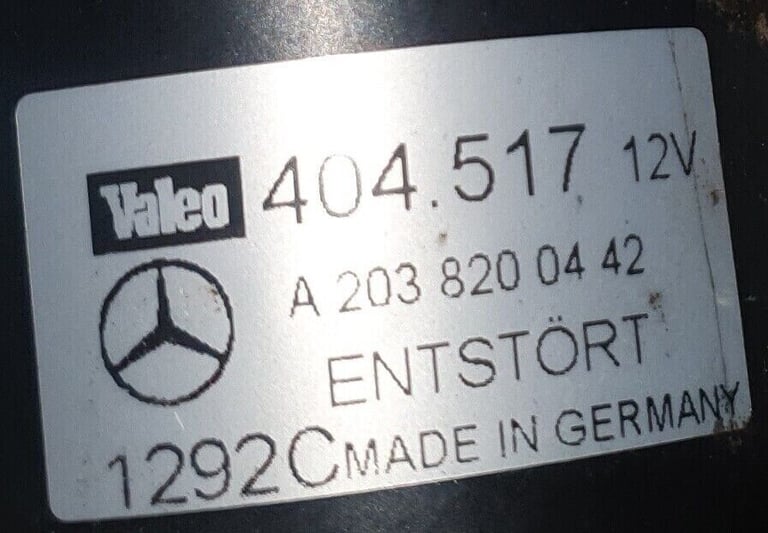 Valeo 404.517 12V
A 203 820 04 42
ENTSTÖRT
1292C MADE IN GERMANY